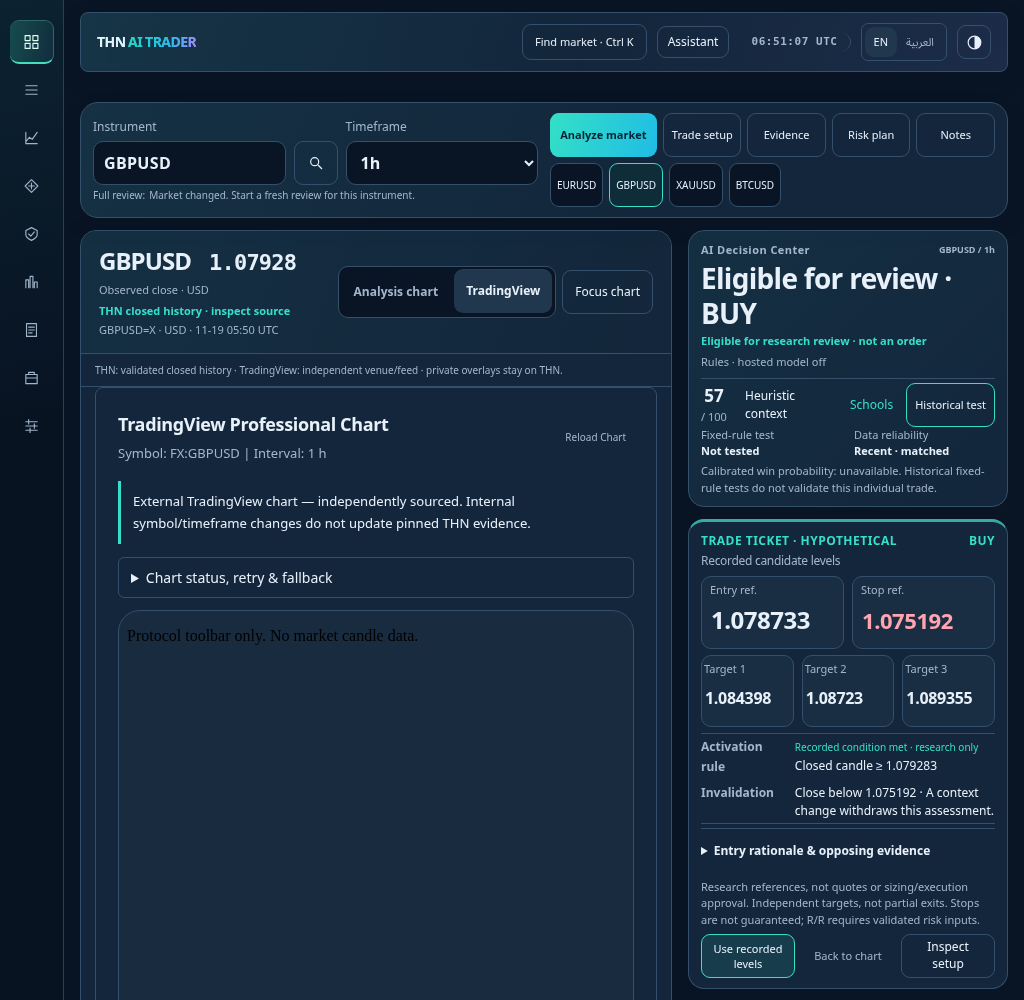 THN AI TRADER
Find market · Ctrl K
Assistant
06:51:07 UTC
EN
العربية
Instrument
Timeframe
GBPUSD
1h
Full review: Market changed. Start a fresh review for this instrument.
Analyze market
Trade setup
Evidence
Risk plan
Notes
EURUSD
GBPUSD
XAUUSD
BTCUSD
GBPUSD 1.07928
Observed close · USD
THN closed history · inspect source
GBPUSD=X · USD · 11-19 05:50 UTC
Analysis chart
TradingView
Focus chart
THN: validated closed history · TradingView: independent venue/feed · private overlays stay on THN.
TradingView Professional Chart
Symbol: FX:GBPUSD | Interval: 1 h
Reload Chart
External TradingView chart — independently sourced. Internal
symbol/timeframe changes do not update pinned THN evidence.
Chart status, retry & fallback
Protocol toolbar only. No market candle data.
AI Decision Center
GBPUSD / 1h
Eligible for review ·
BUY
Eligible for research review · not an order
Rules · hosted model off
57
/ 100
Heuristic
context
Schools
Historical test
Fixed-rule test
Not tested
Data reliability
Recent · matched
Calibrated win probability: unavailable. Historical fixed-
rule tests do not validate this individual trade.
TRADE TICKET · HYPOTHETICAL
BUY
Recorded candidate levels
Entry ref.
1.078733
Stop ref.
1.075192
Target 1
1.084398
Target 2
1.08723
Target 3
1.089355
Activation
rule
Recorded condition met · research only
Closed candle ≥ 1.079283
Invalidation
Close below 1.075192 · A context
change withdraws this assessment.
Entry rationale & opposing evidence
Research references, not quotes or sizing/execution
approval. Independent targets, not partial exits. Stops
are not guaranteed; R/R requires validated risk inputs.
Use recorded
levels
Back to chart
Inspect
setup